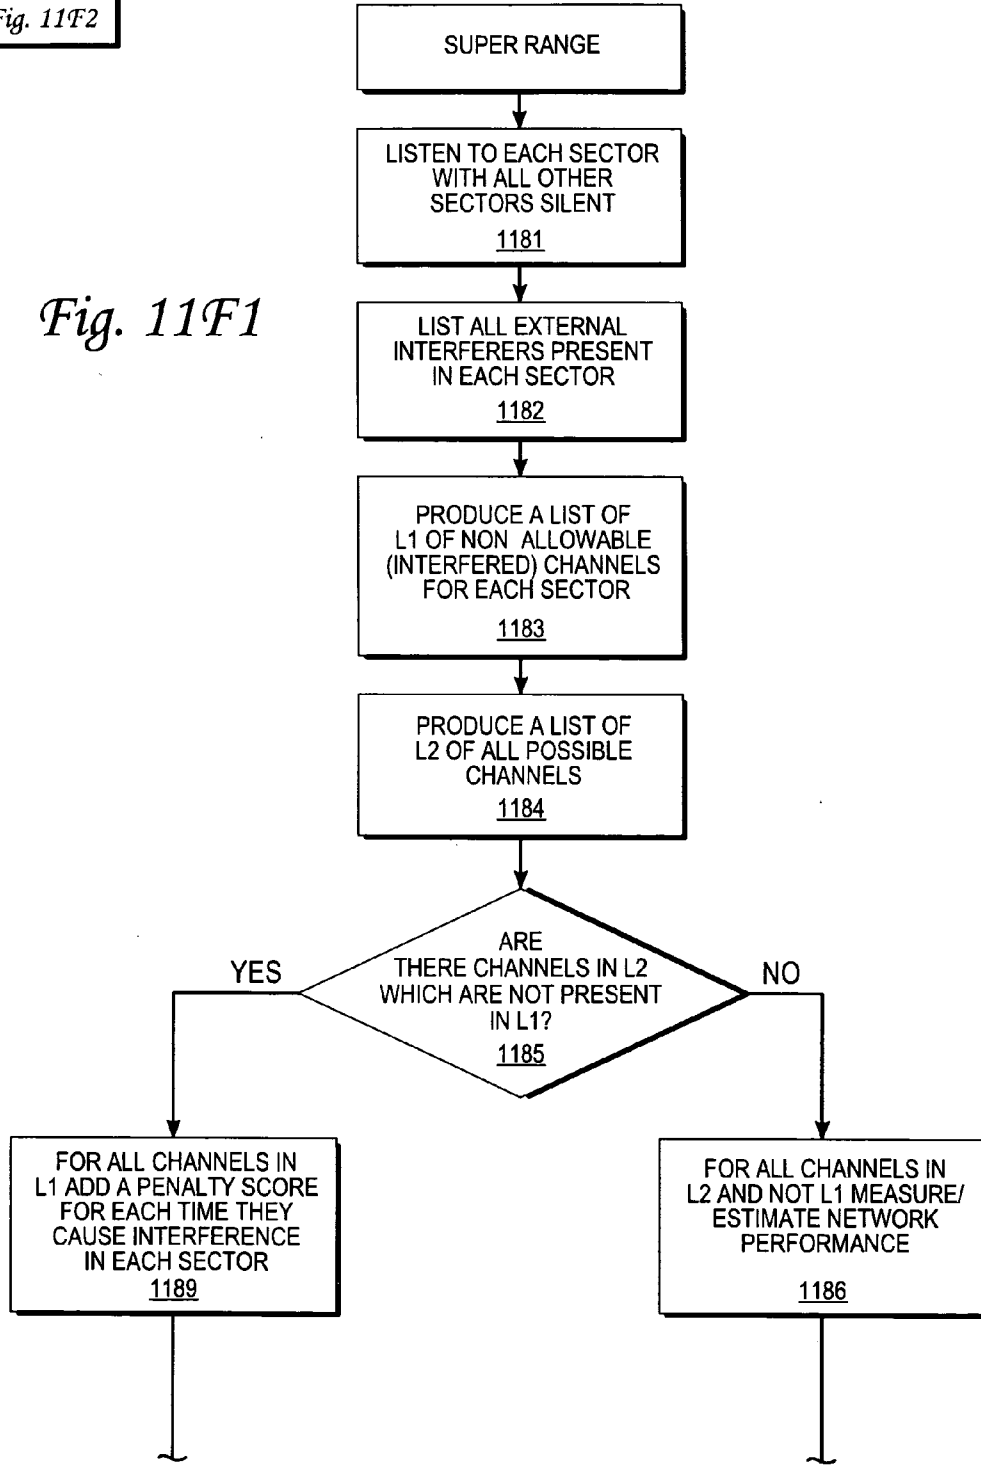 Fig. 11F2
SUPER RANGE
LISTEN TO EACH SECTOR
WITH ALL OTHER
SECTORS SILENT
1181
Fig. 11F1
LIST ALL EXTERNAL
INTERFERERS PRESENT
IN EACH SECTOR
1182
PRODUCE A LIST OF
L1 OF NON ALLOWABLE
(INTERFERED) CHANNELS
FOR EACH SECTOR
1183
PRODUCE A LIST OF
L2 OF ALL POSSIBLE
CHANNELS
1184
ARE
THERE CHANNELS IN L2
WHICH ARE NOT PRESENT
IN L1?
1185
YES
NO
FOR ALL CHANNELS IN
L1 ADD A PENALTY SCORE
FOR EACH TIME THEY
CAUSE INTERFERENCE
IN EACH SECTOR
1189
FOR ALL CHANNELS IN
L2 AND NOT L1 MEASURE/
ESTIMATE NETWORK
PERFORMANCE
1186